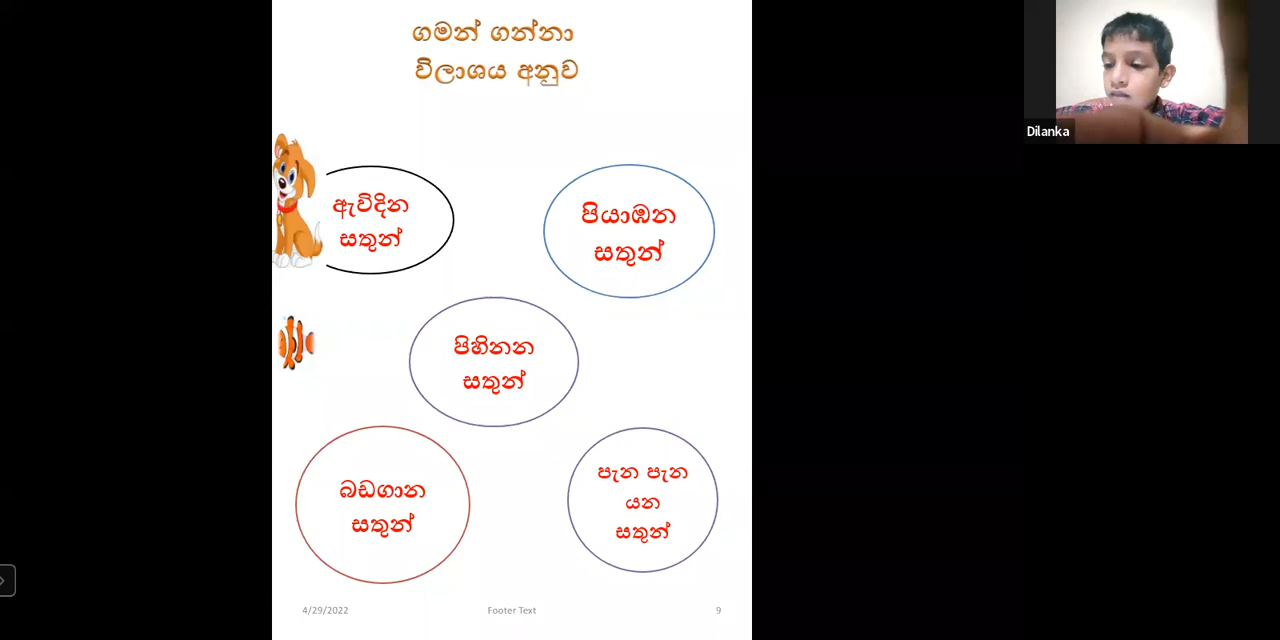 ගමන් ගන්නා
විලාශය අනුව
ඇවිදින
සතුන්
පියාඹන
සතුන්
පිහිනන
සතුන්
බඩගාන
සතුන්
පැන පැන
යන
සතුන්
4/29/2022
Footer Text
9
Dilanka